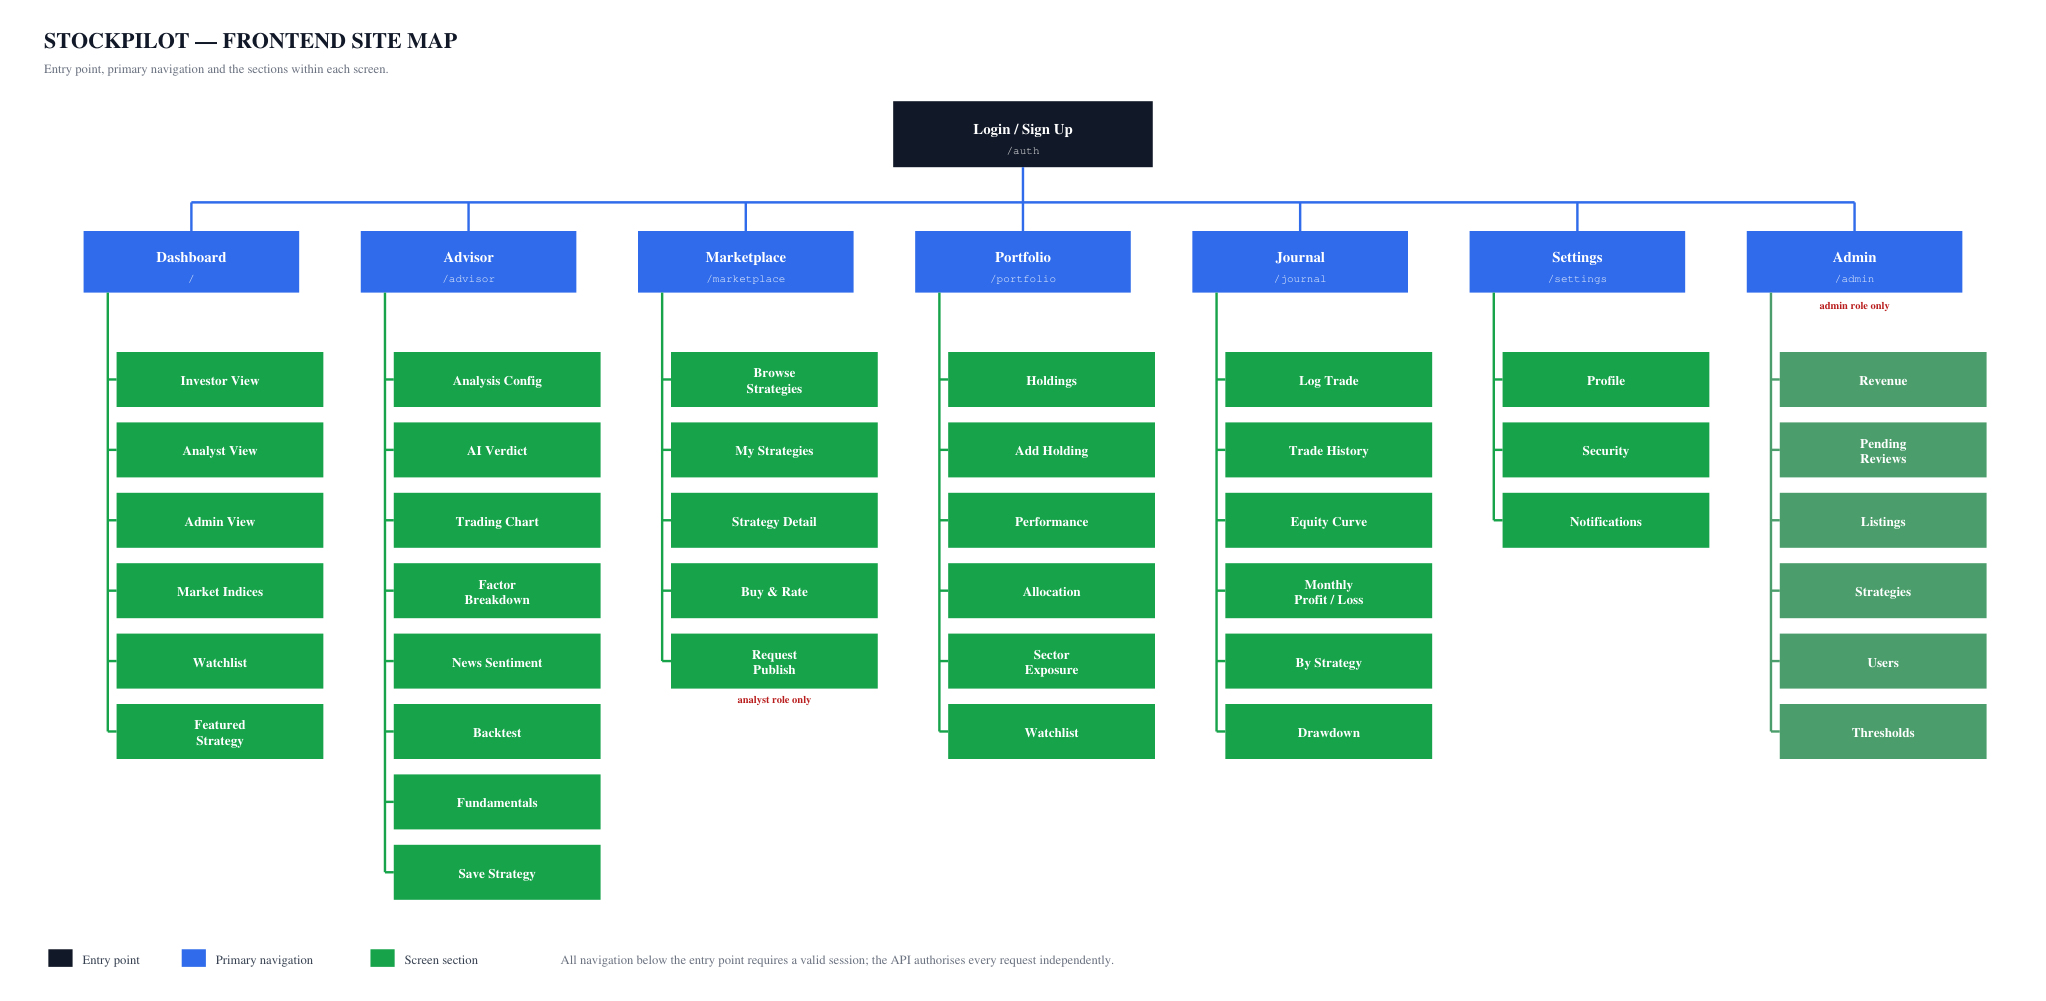 STOCKPILOT — FRONTEND SITE MAP
Entry point, primary navigation and the sections within each screen.
Login / Sign Up
/auth
Dashboard
/
Advisor
/advisor
Marketplace
/marketplace
Portfolio
/portfolio
Journal
/journal
Settings
/settings
Admin
/admin
admin role only
Investor View
Analyst View
Admin View
Market Indices
Watchlist
Featured
Strategy
Analysis Config
AI Verdict
Trading Chart
Factor
Breakdown
News Sentiment
Backtest
Fundamentals
Save Strategy
Browse
Strategies
My Strategies
Strategy Detail
Buy & Rate
Request
Publish
analyst role only
Holdings
Add Holding
Performance
Allocation
Sector
Exposure
Watchlist
Log Trade
Trade History
Equity Curve
Monthly
Profit / Loss
By Strategy
Drawdown
Profile
Security
Notifications
Revenue
Pending
Reviews
Listings
Strategies
Users
Thresholds
Entry point
Primary navigation
Screen section
All navigation below the entry point requires a valid session; the API authorises every request independently.